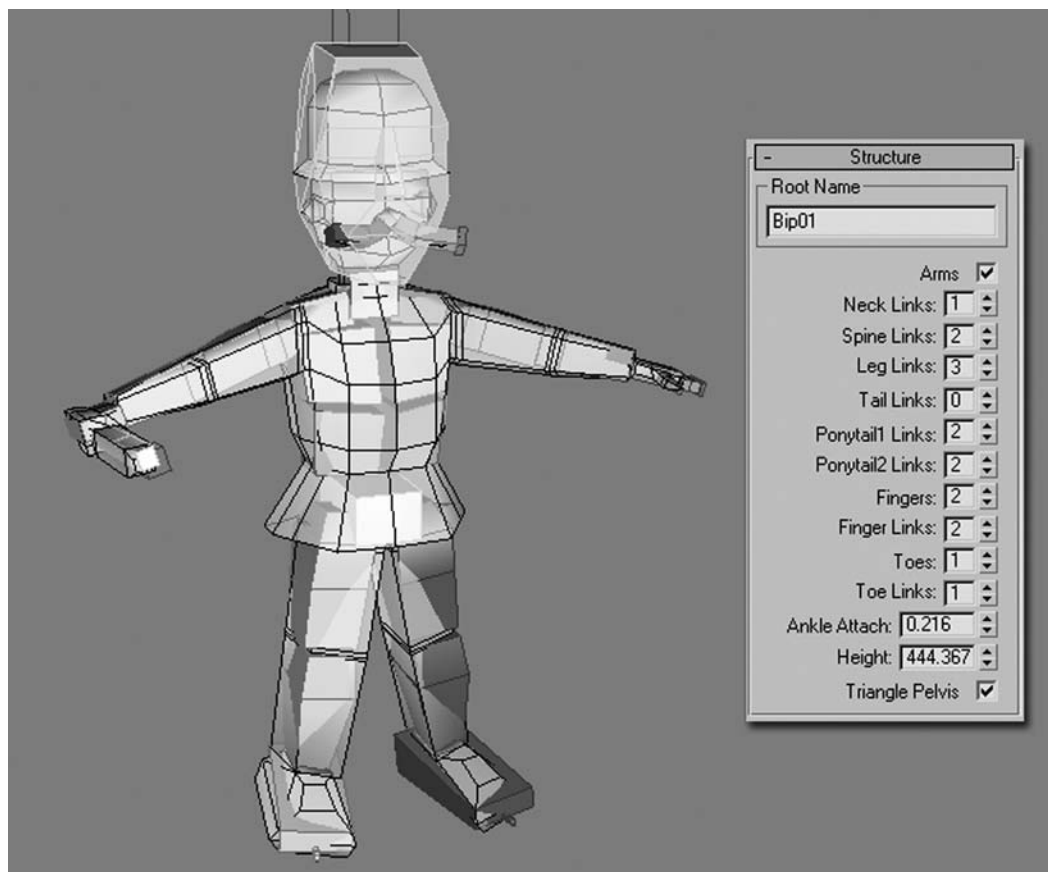 - Structure
Root Name
Bip01
Arms
Neck Links: 1
Spine Links: 2
Leg Links: 3
Tail Links: 0
Ponytail1 Links: 2
Ponytail2 Links: 2
Fingers: 2
Finger Links: 2
Toes: 1
Toe Links: 1
Ankle Attach: 0.216
Height: 444.367
Triangle Pelvis